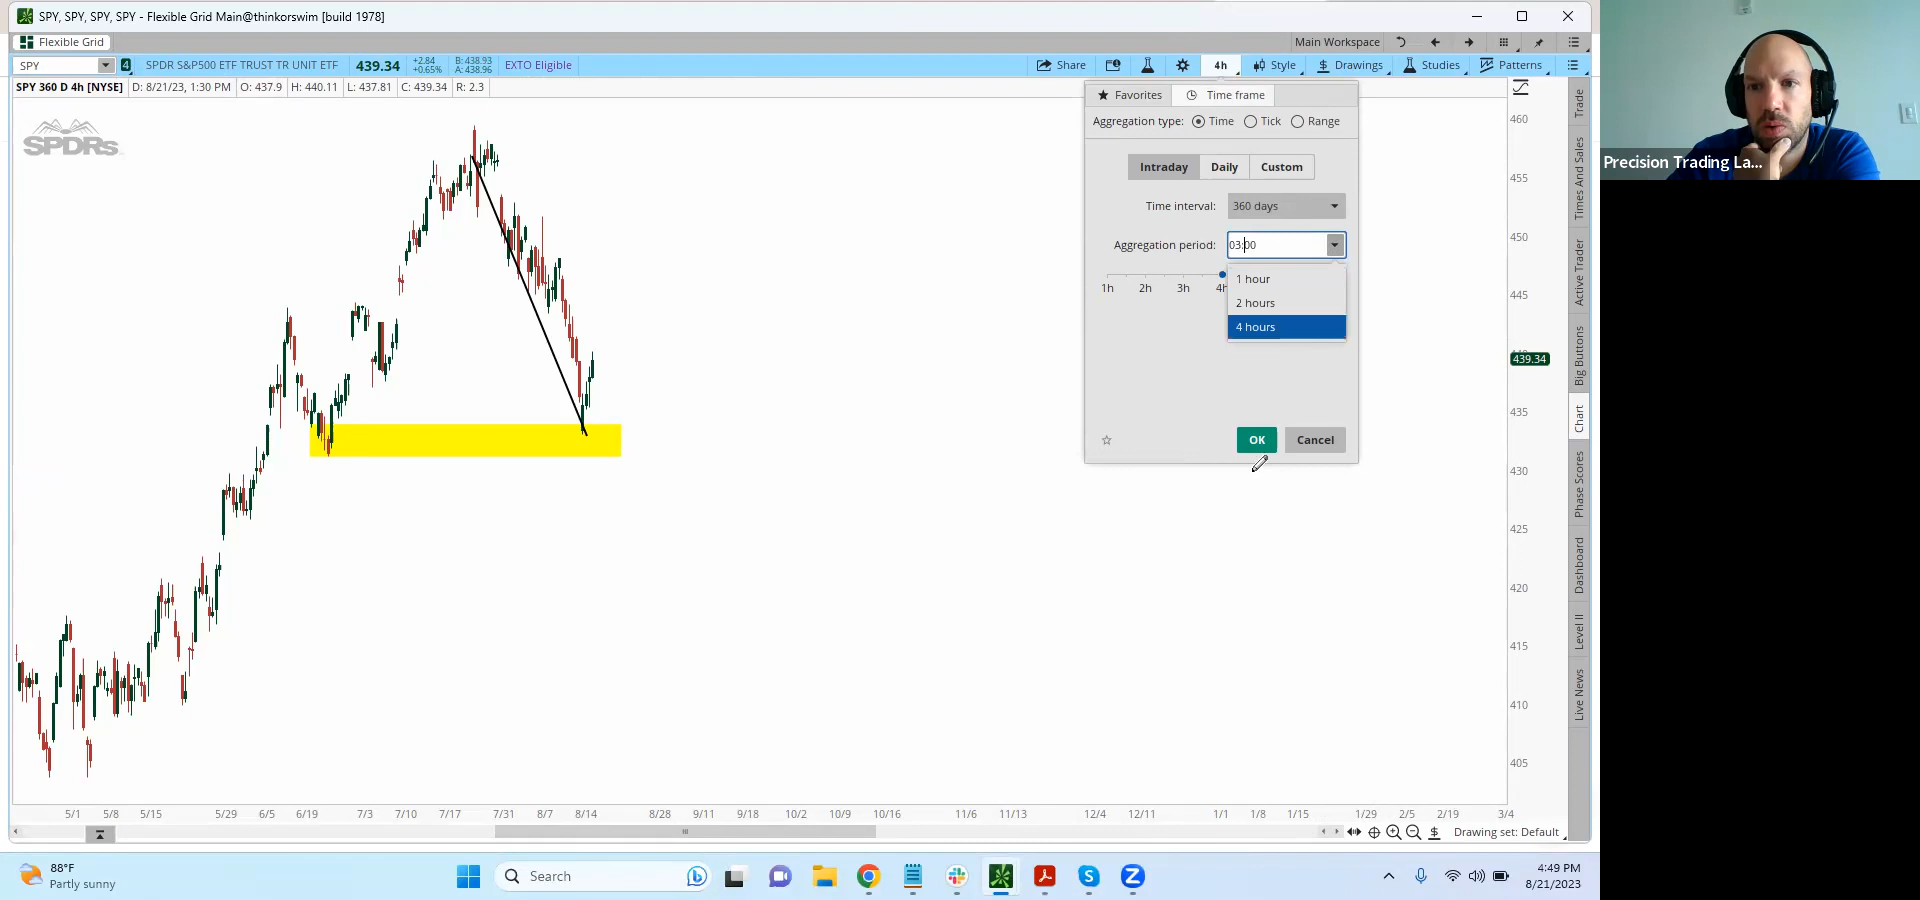 SPY, SPY, SPY, SPY - Flexible Grid Main@thinkorswim [build 1978]
Flexible Grid
Main Workspace
SPY
4
SPDR S&P500 ETF TRUST TR UNIT ETF
439.34
+2.84
+0.65%
B: 438.93
A: 438.96
EXTO Eligible
Share
4h
Style
Drawings
Studies
Patterns
SPY 360 D 4h [NYSE]
D: 8/21/23, 1:30 PM
O: 437.9
H: 440.11
L: 437.81
C: 439.34
R: 2.3
SPDRs
Favorites
Time frame
Aggregation type:
Time
Tick
Range
Intraday
Daily
Custom
Time interval:
360 days
Aggregation period:
03:00
1h
2h
3h
4h
1 hour
2 hours
4 hours
OK
Cancel
460
455
450
445
439.34
435
430
425
420
415
410
405
Trade
Times And Sales
Active Trader
Big Buttons
Chart
Phase Scores
Dashboard
Level II
Live News
5/1
5/8
5/15
5/29
6/5
6/19
7/3
7/10
7/17
7/31
8/7
8/14
8/28
9/11
9/18
10/2
10/9
10/16
11/6
11/13
12/4
12/11
1/1
1/8
1/15
1/29
2/5
2/19
3/4
Drawing set: Default
Precision Trading La...
88°F
Partly sunny
Search
4:49 PM
8/21/2023